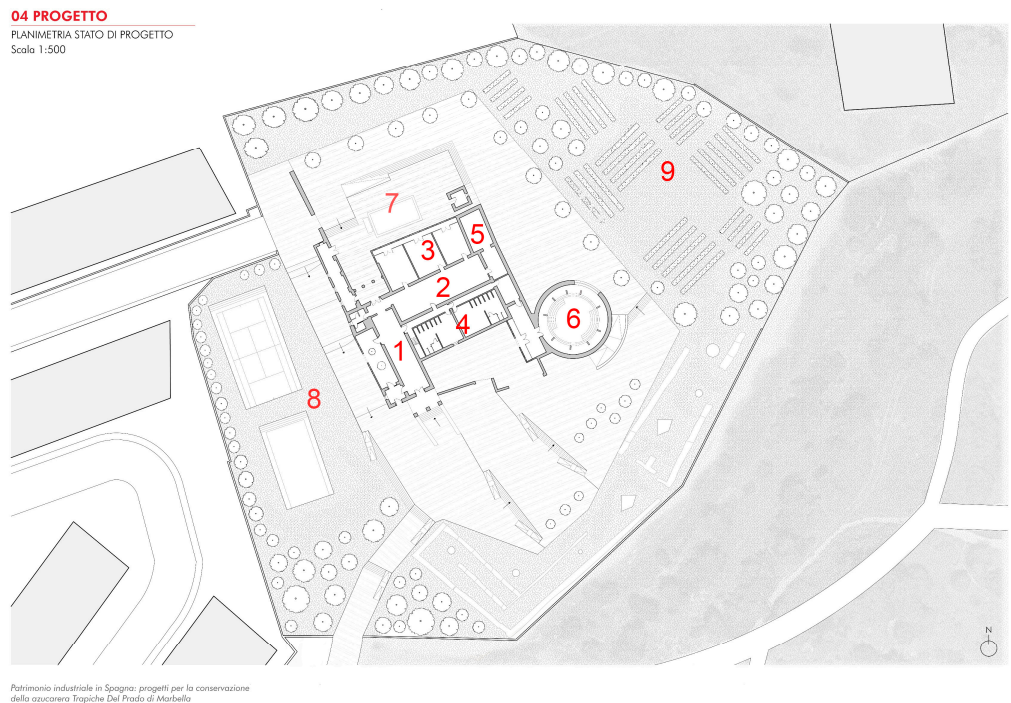 04 PROGETTO
PLANIMETRIA STATO DI PROGETTO
Scala 1:500
9
7
5
3
2
6
4
1
8
N
Patrimonio industriale in Spagna: progetti per la conservazione
della azucarera Trapiche Del Prado di Marbella